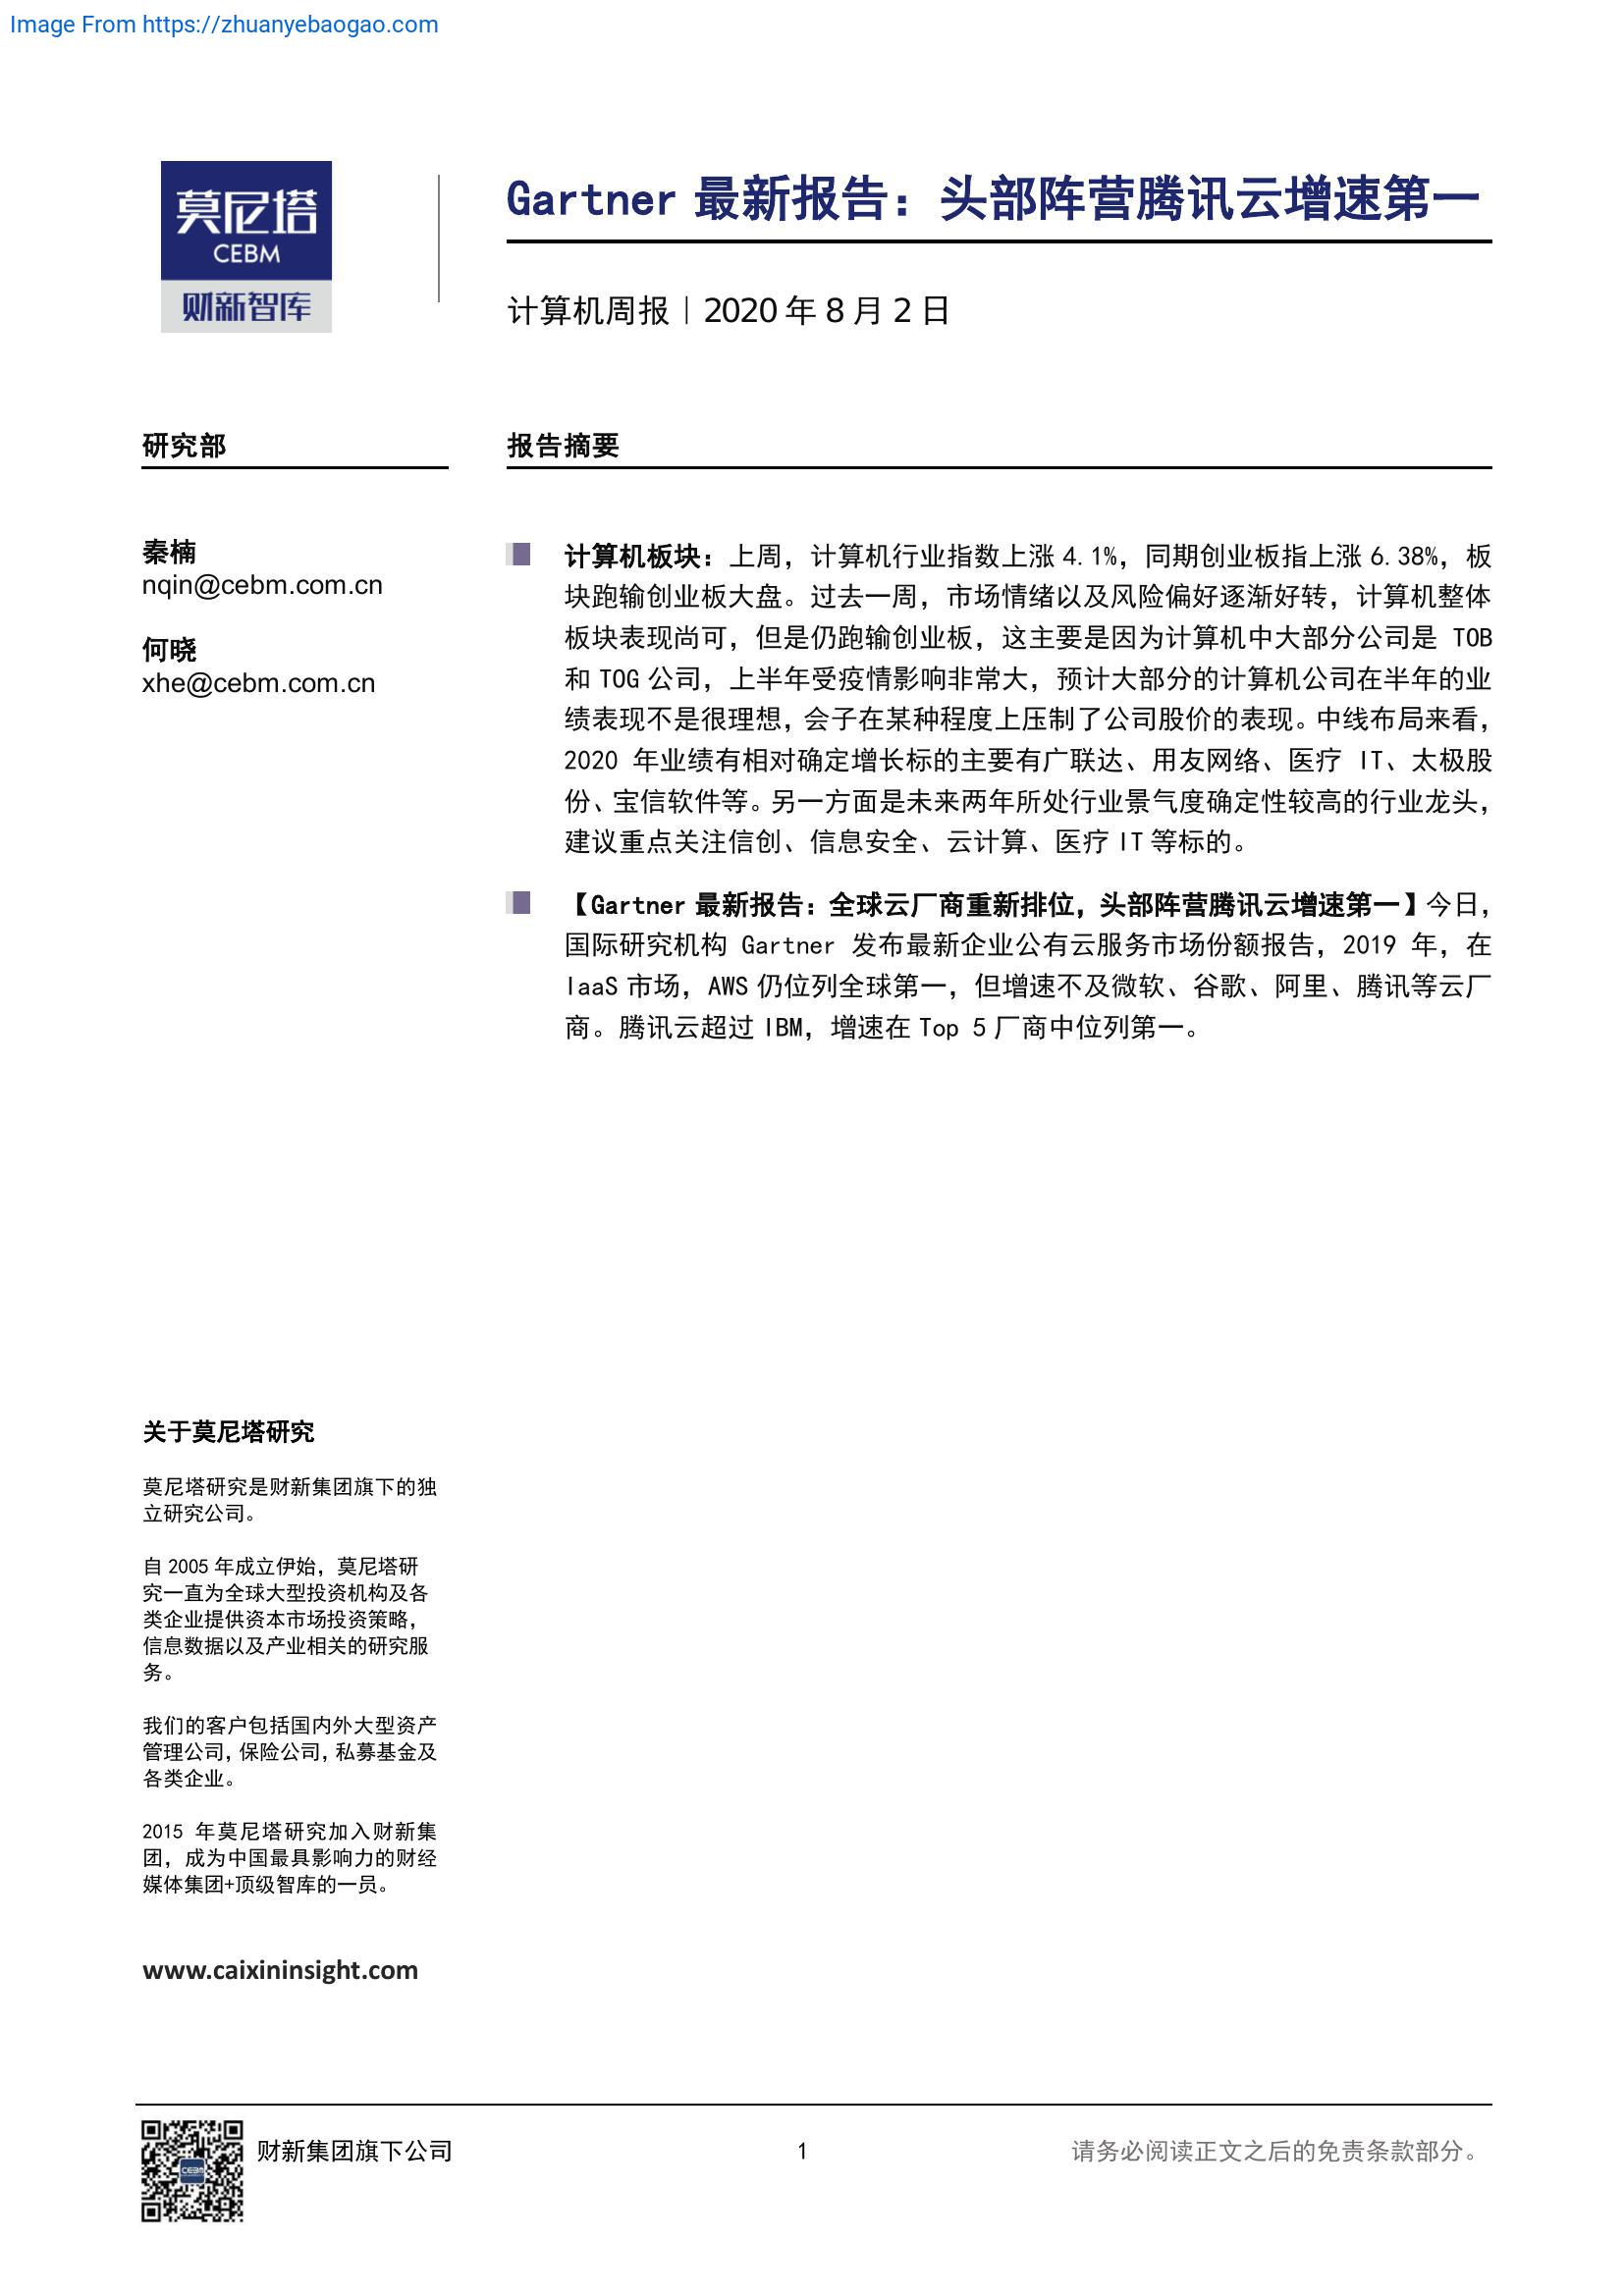 Image From https://zhuanyebaogao.com
莫尼塔
CEBM
财新智库
Gartner 最新报告：头部阵营腾讯云增速第一
计算机周报｜2020 年 8 月 2 日
研究部
秦楠
nqin@cebm.com.cn
何晓
xhe@cebm.com.cn
报告摘要
计算机板块：上周，计算机行业指数上涨 4.1%，同期创业板指上涨 6.38%，板
块跑输创业板大盘。过去一周，市场情绪以及风险偏好逐渐好转，计算机整体
板块表现尚可，但是仍跑输创业板，这主要是因为计算机中大部分公司是 TOB
和 TOG 公司，上半年受疫情影响非常大，预计大部分的计算机公司在半年的业
绩表现不是很理想，会子在某种程度上压制了公司股价的表现。中线布局来看，
2020 年业绩有相对确定增长标的主要有广联达、用友网络、医疗 IT、太极股
份、宝信软件等。另一方面是未来两年所处行业景气度确定性较高的行业龙头，
建议重点关注信创、信息安全、云计算、医疗 IT 等标的。
【Gartner 最新报告：全球云厂商重新排位，头部阵营腾讯云增速第一】今日，
国际研究机构 Gartner 发布最新企业公有云服务市场份额报告，2019 年，在
IaaS 市场，AWS 仍位列全球第一，但增速不及微软、谷歌、阿里、腾讯等云厂
商。腾讯云超过 IBM，增速在 Top 5 厂商中位列第一。
关于莫尼塔研究
莫尼塔研究是财新集团旗下的独
立研究公司。
自 2005 年成立伊始，莫尼塔研
究一直为全球大型投资机构及各
类企业提供资本市场投资策略，
信息数据以及产业相关的研究服
务。
我们的客户包括国内外大型资产
管理公司，保险公司，私募基金及
各类企业。
2015 年莫尼塔研究加入财新集
团，成为中国最具影响力的财经
媒体集团+顶级智库的一员。
www.caixininsight.com
CEBM
财新集团旗下公司
1
请务必阅读正文之后的免责条款部分。